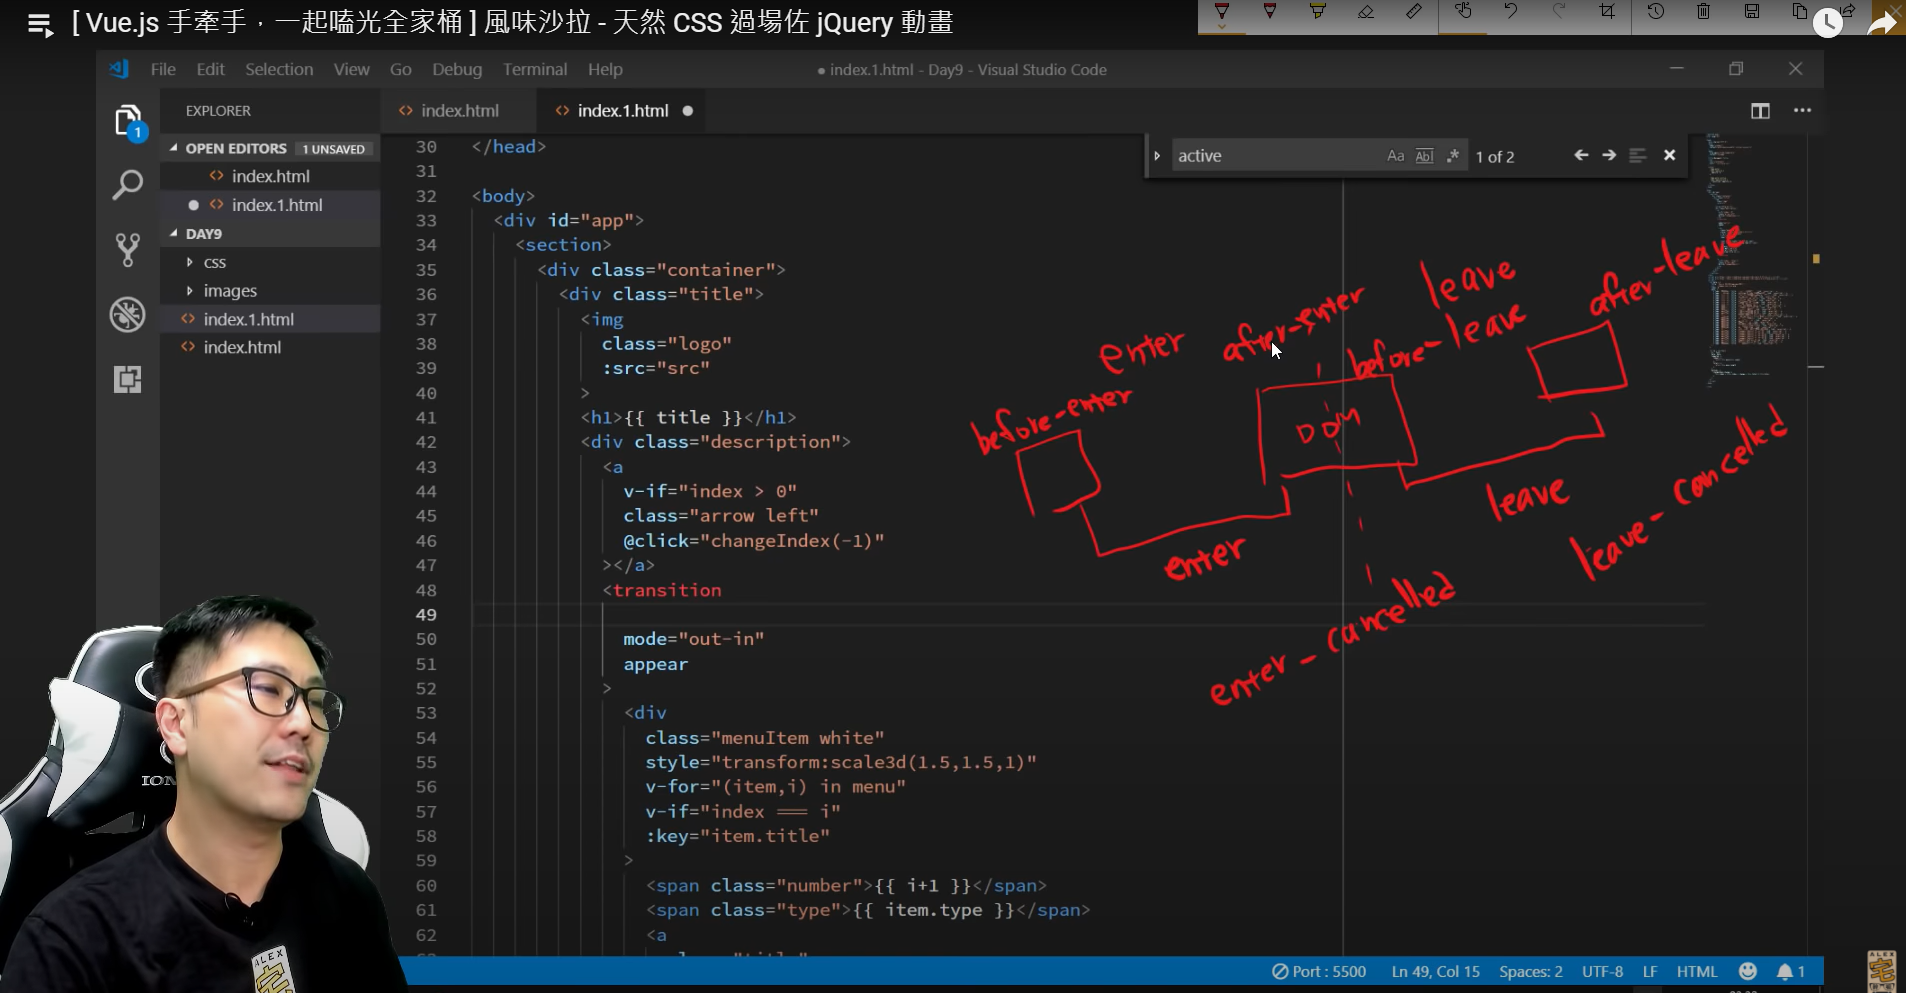 [ Vue.js 手牽手，一起嗑光全家桶 ] 風味沙拉 - 天然 CSS 過場佐 jQuery 動畫
File Edit Selection View Go Debug Terminal Help
● index.1.html - Day9 - Visual Studio Code
EXPLORER
OPEN EDITORS 1 UNSAVED
index.html
index.1.html
DAY9
css
images
index.1.html
index.html
1
index.html
index.1.html
active
Aa Abl .* 1 of 2
30 </head>
31
32 <body>
33 <div id="app">
34 <section>
35 <div class="container">
36 <div class="title">
37 <img
38 class="logo"
39 :src="src"
40 >
41 <h1>{{ title }}</h1>
42 <div class="description">
43 <a
44 v-if="index > 0"
45 class="arrow left"
46 @click="changeIndex(-1)"
47 ></a>
48 <transition
49
50 mode="out-in"
51 appear
52 >
53 <div
54 class="menuItem white"
55 style="transform:scale3d(1.5,1.5,1)"
56 v-for="(item,i) in menu"
57 v-if="index === i"
58 :key="item.title"
59 >
60 <span class="number">{{ i+1 }}</span>
61 <span class="type">{{ item.type }}</span>
62 <a
before-enter
enter
after-enter
leave
before-leave
after-leave
DOM
enter
leave
enter-cancelled
leave-cancelled
ALEX
宅
Port : 5500 Ln 49, Col 15 Spaces: 2 UTF-8 LF HTML 1
ALEX
宅